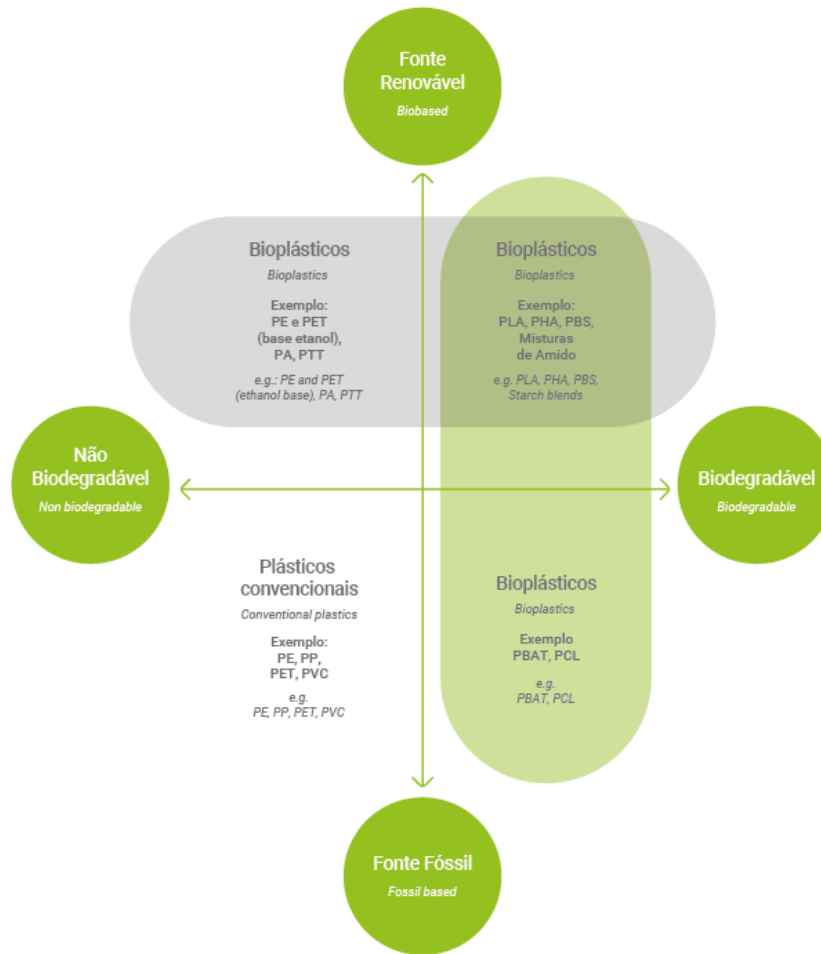 Fonte
Renovável
Biobased
Bioplásticos
Bioplastics
Exemplo:
PE e PET
(base etanol),
PA, PTT
e.g.: PE and PET
(ethanol base), PA, PTT
Bioplásticos
Bioplastics
Exemplo:
PLA, PHA, PBS,
Misturas
de Amido
e.g. PLA, PHA, PBS,
Starch blends
Não
Biodegradável
Non biodegradable
Biodegradável
Biodegradable
Plásticos
convencionais
Conventional plastics
Exemplo:
PE, PP,
PET, PVC
e.g.
PE, PP, PET, PVC
Bioplásticos
Bioplastics
Exemplo
PBAT, PCL
e.g.
PBAT, PCL
Fonte Fóssil
Fossil based